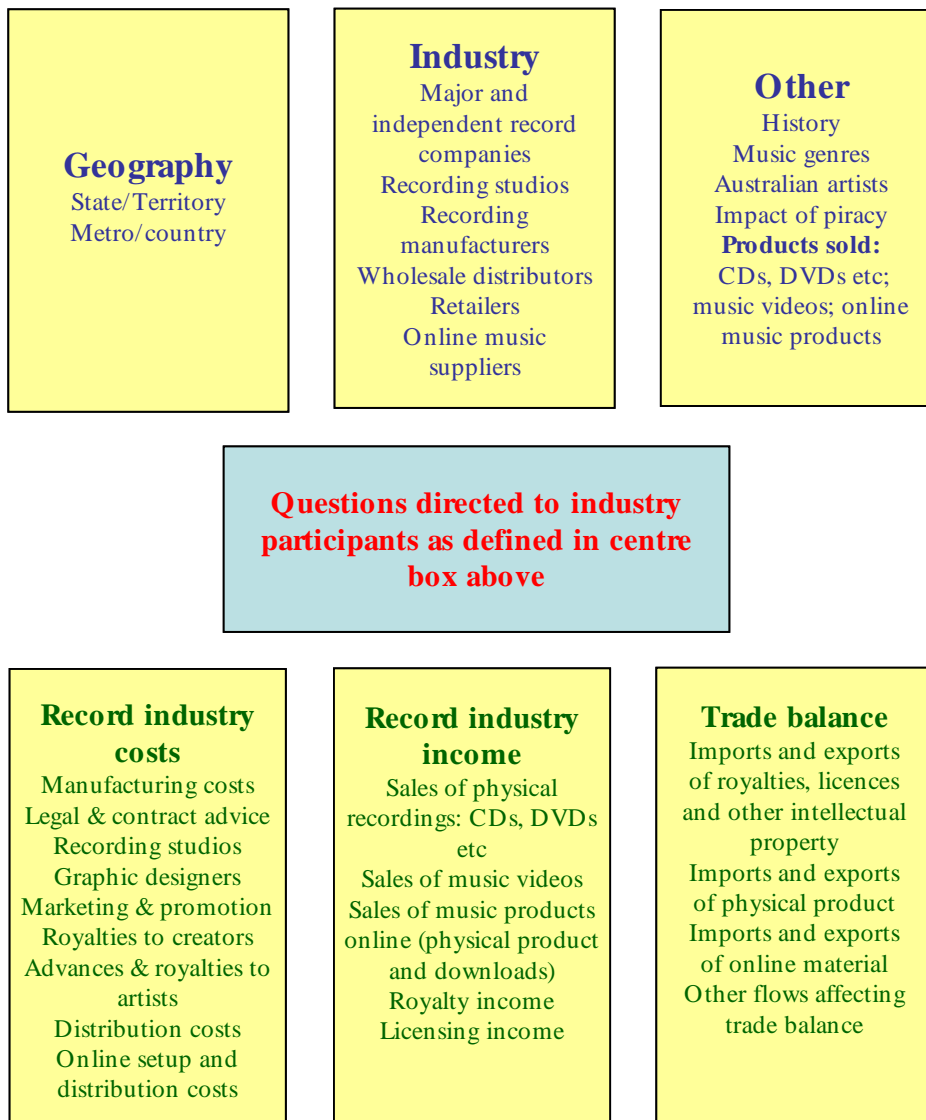 Geography
State/Territory
Metro/country
Industry
Major and
independent record
companies
Recording studios
Recording
manufacturers
Wholesale distributors
Retailers
Online music
suppliers
Other
History
Music genres
Australian artists
Impact of piracy
Products sold:
CDs, DVDs etc;
music videos; online
music products
Questions directed to industry
participants as defined in centre
box above
Record industry
costs
Manufacturing costs
Legal & contract advice
Recording studios
Graphic designers
Marketing & promotion
Royalties to creators
Advances & royalties to
artists
Distribution costs
Online setup and
distribution costs
Record industry
income
Sales of physical
recordings: CDs, DVDs
etc
Sales of music videos
Sales of music products
online (physical product
and downloads)
Royalty income
Licensing income
Trade balance
Imports and exports
of royalties, licences
and other intellectual
property
Imports and exports
of physical product
Imports and exports
of online material
Other flows affecting
trade balance